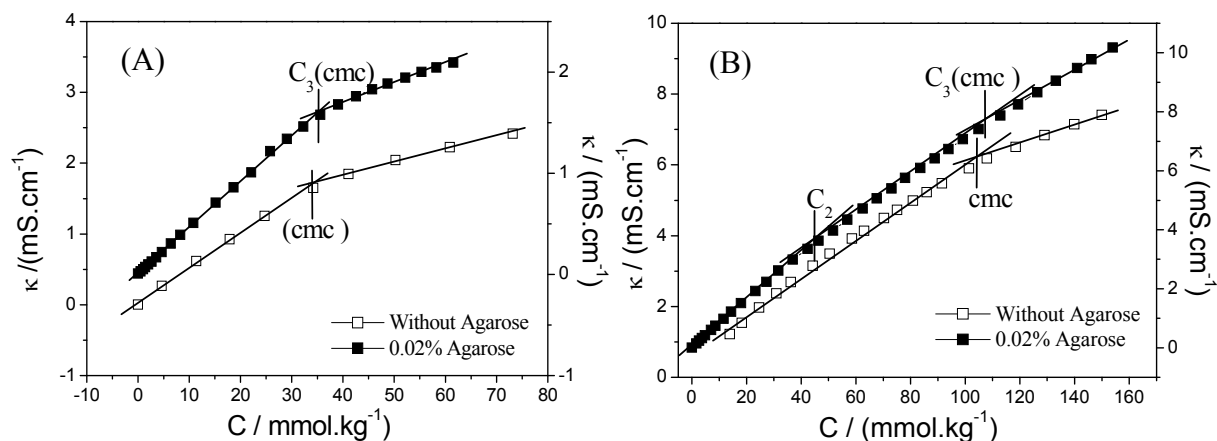 (A)
C₃(cmc)
(cmc )
Without Agarose
0.02% Agarose
κ /(mS.cm⁻¹)
4
3
2
1
0
-1
κ / (mS.cm⁻¹)
2
1
0
-1
-10 0 10 20 30 40 50 60 70 80
C / mmol.kg⁻¹
(B)
C₃(cmc )
C₂
cmc
Without Agarose
0.02% Agarose
κ / (mS.cm⁻¹)
10
8
6
4
2
0
κ / (mS.cm⁻¹)
10
8
6
4
2
0
0 20 40 60 80 100 120 140 160
C / (mmol.kg⁻¹)